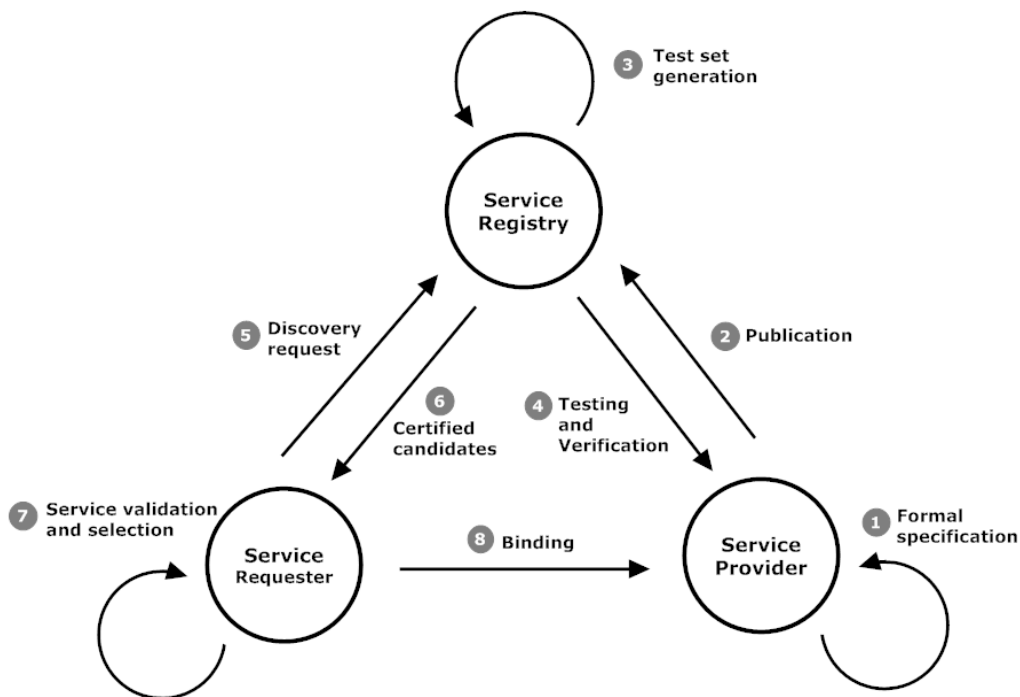 3 Test set
generation
Service
Registry
5 Discovery
request
2 Publication
6
Certified
candidates
4 Testing
and
Verification
7 Service validation
and selection
8 Binding
1 Formal
specification
Service
Requester
Service
Provider